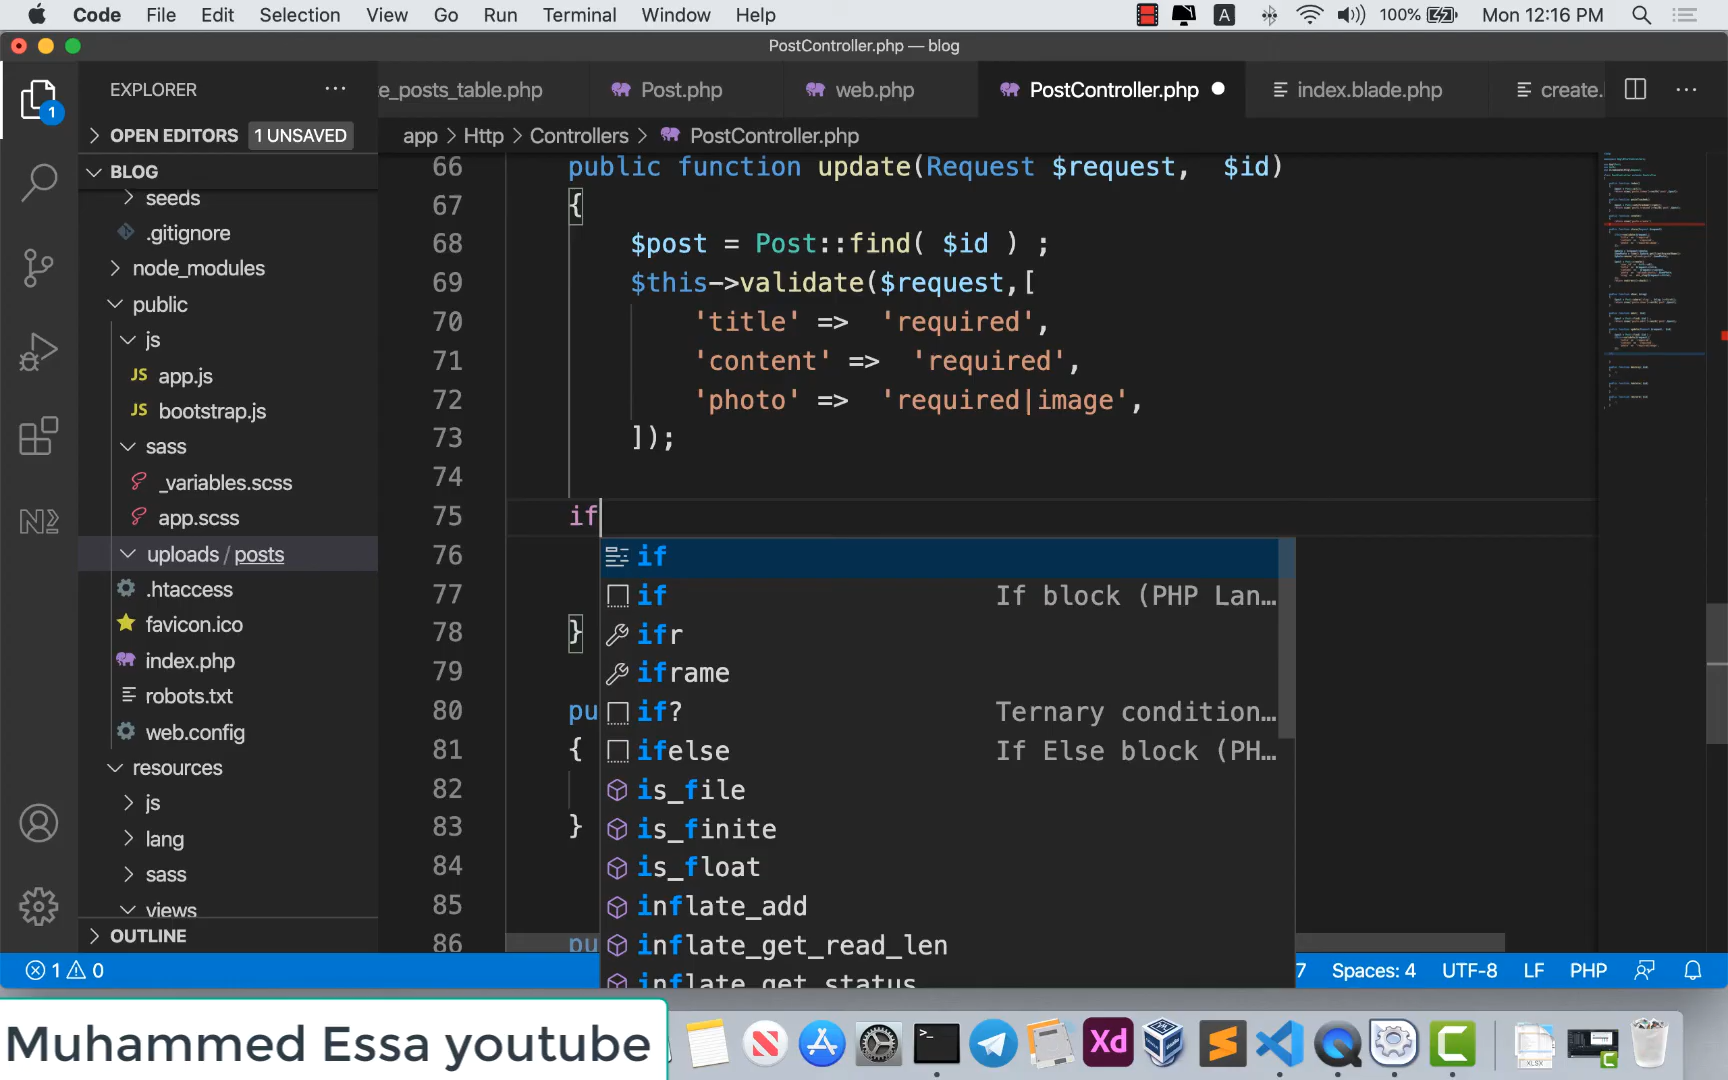 Code File Edit Selection View Go Run Terminal Window Help A 100% Mon 12:16 PM
PostController.php — blog
EXPLORER ··· e_posts_table.php Post.php web.php PostController.php index.blade.php create. ···
OPEN EDITORS 1 UNSAVED app > Http > Controllers > PostController.php
BLOG
seeds
.gitignore
node_modules
public
js
JS app.js
JS bootstrap.js
sass
_variables.scss
app.scss
uploads / posts
.htaccess
favicon.ico
index.php
robots.txt
web.config
resources
js
lang
sass
views
OUTLINE
1
66 public function update(Request $request,  $id)
67 {
68 $post = Post::find( $id ) ;
69 $this->validate($request,[
70 'title' =>  'required',
71 'content' =>  'required',
72 'photo' =>  'required|image',
73 ]);
74
75 if
76
77
78 }
79
80 pu
81 {
82
83 }
84
85
86 pu
if
if If block (PHP Lan…
ifr
iframe
if? Ternary condition…
ifelse If Else block (PH…
is_file
is_finite
is_float
inflate_add
inflate_get_read_len
inflate_get_status
1 0 7 Spaces: 4 UTF-8 LF PHP
Muhammed Essa youtube
Xd
XLSX